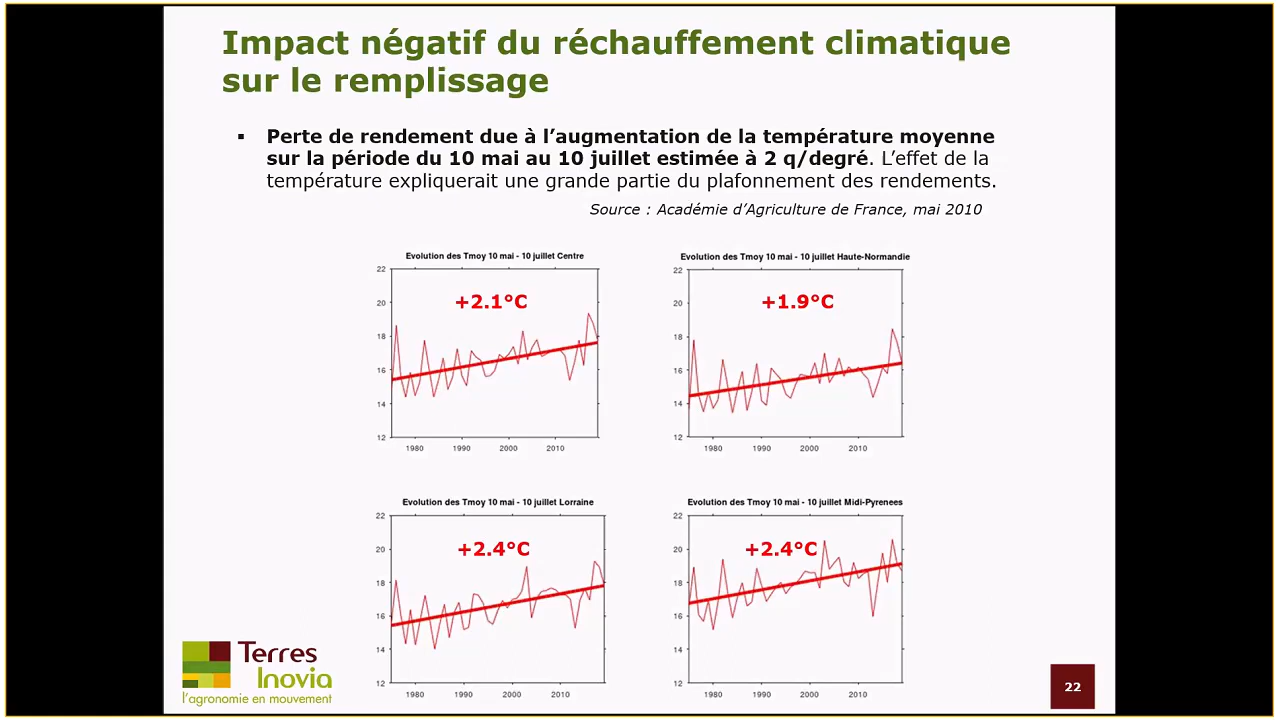 Impact négatif du réchauffement climatique
sur le remplissage
▪ Perte de rendement due à l’augmentation de la température moyenne
sur la période du 10 mai au 10 juillet estimée à 2 q/degré. L’effet de la
température expliquerait une grande partie du plafonnement des rendements.
Source : Académie d’Agriculture de France, mai 2010
Evolution des Tmoy 10 mai - 10 juillet Centre
+2.1°C
22
20
18
16
14
12
1980 1990 2000 2010
Evolution des Tmoy 10 mai - 10 juillet Haute-Normandie
+1.9°C
22
20
18
16
14
12
1980 1990 2000 2010
Evolution des Tmoy 10 mai - 10 juillet Lorraine
+2.4°C
22
20
18
16
14
12
1980 1990 2000 2010
Evolution des Tmoy 10 mai - 10 juillet Midi-Pyrenees
+2.4°C
22
20
18
16
14
12
1980 1990 2000 2010
Terres
Inovia
l’agronomie en mouvement
22